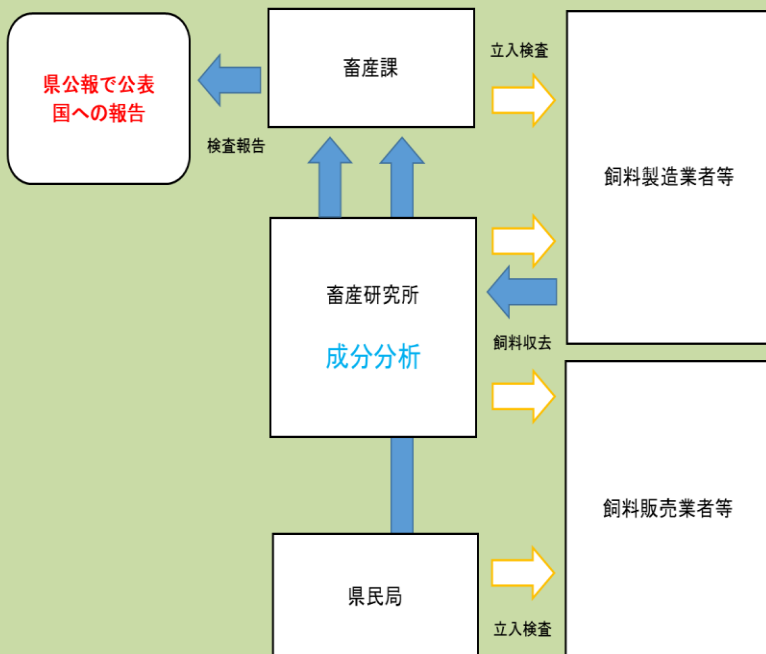 畜産課
立入検査
県公報で公表
国への報告
検査報告
飼料製造業者等
畜産研究所
成分分析
飼料収去
飼料販売業者等
県民局
立入検査